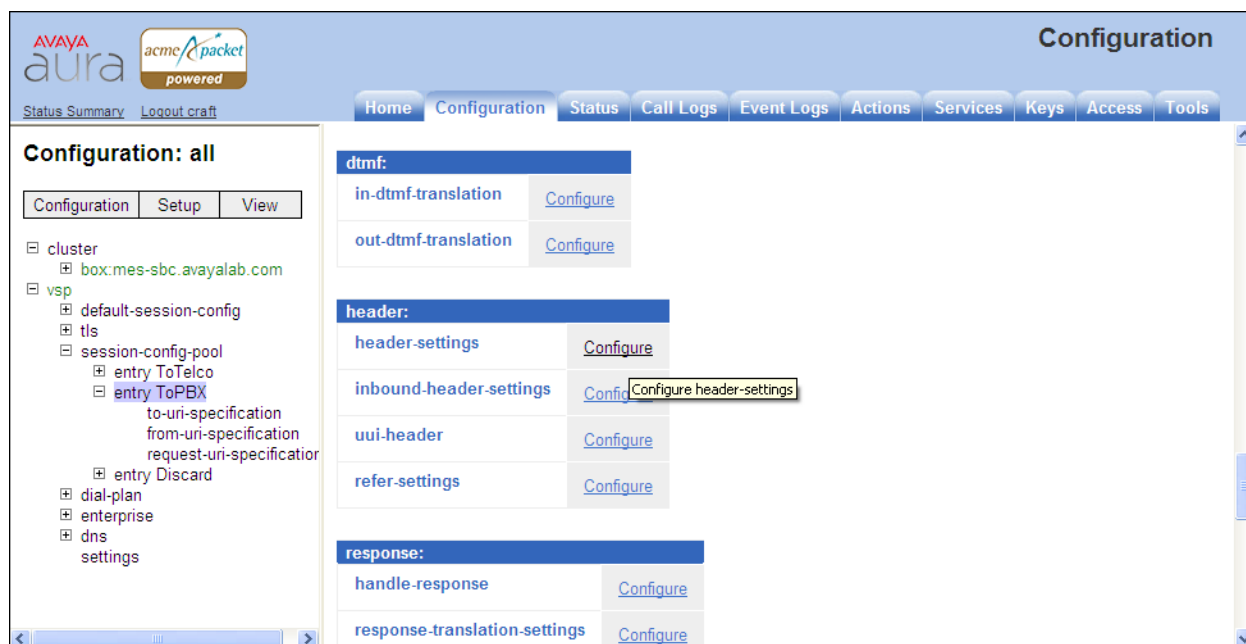 AVAYA
aura
acme packet
powered
Configuration
Status Summary Logout craft
Home Configuration Status Call Logs Event Logs Actions Services Keys Access Tools
Configuration: all
Configuration Setup View
cluster
box:mes-sbc.avayalab.com
vsp
default-session-config
tls
session-config-pool
entry ToTelco
entry ToPBX
to-uri-specification
from-uri-specification
request-uri-specification
entry Discard
dial-plan
enterprise
dns
settings
dtmf:
in-dtmf-translation Configure
out-dtmf-translation Configure
header:
header-settings Configure
Configure header-settings
inbound-header-settings Config
uui-header Configure
refer-settings Configure
response:
handle-response Configure
response-translation-settings Configure